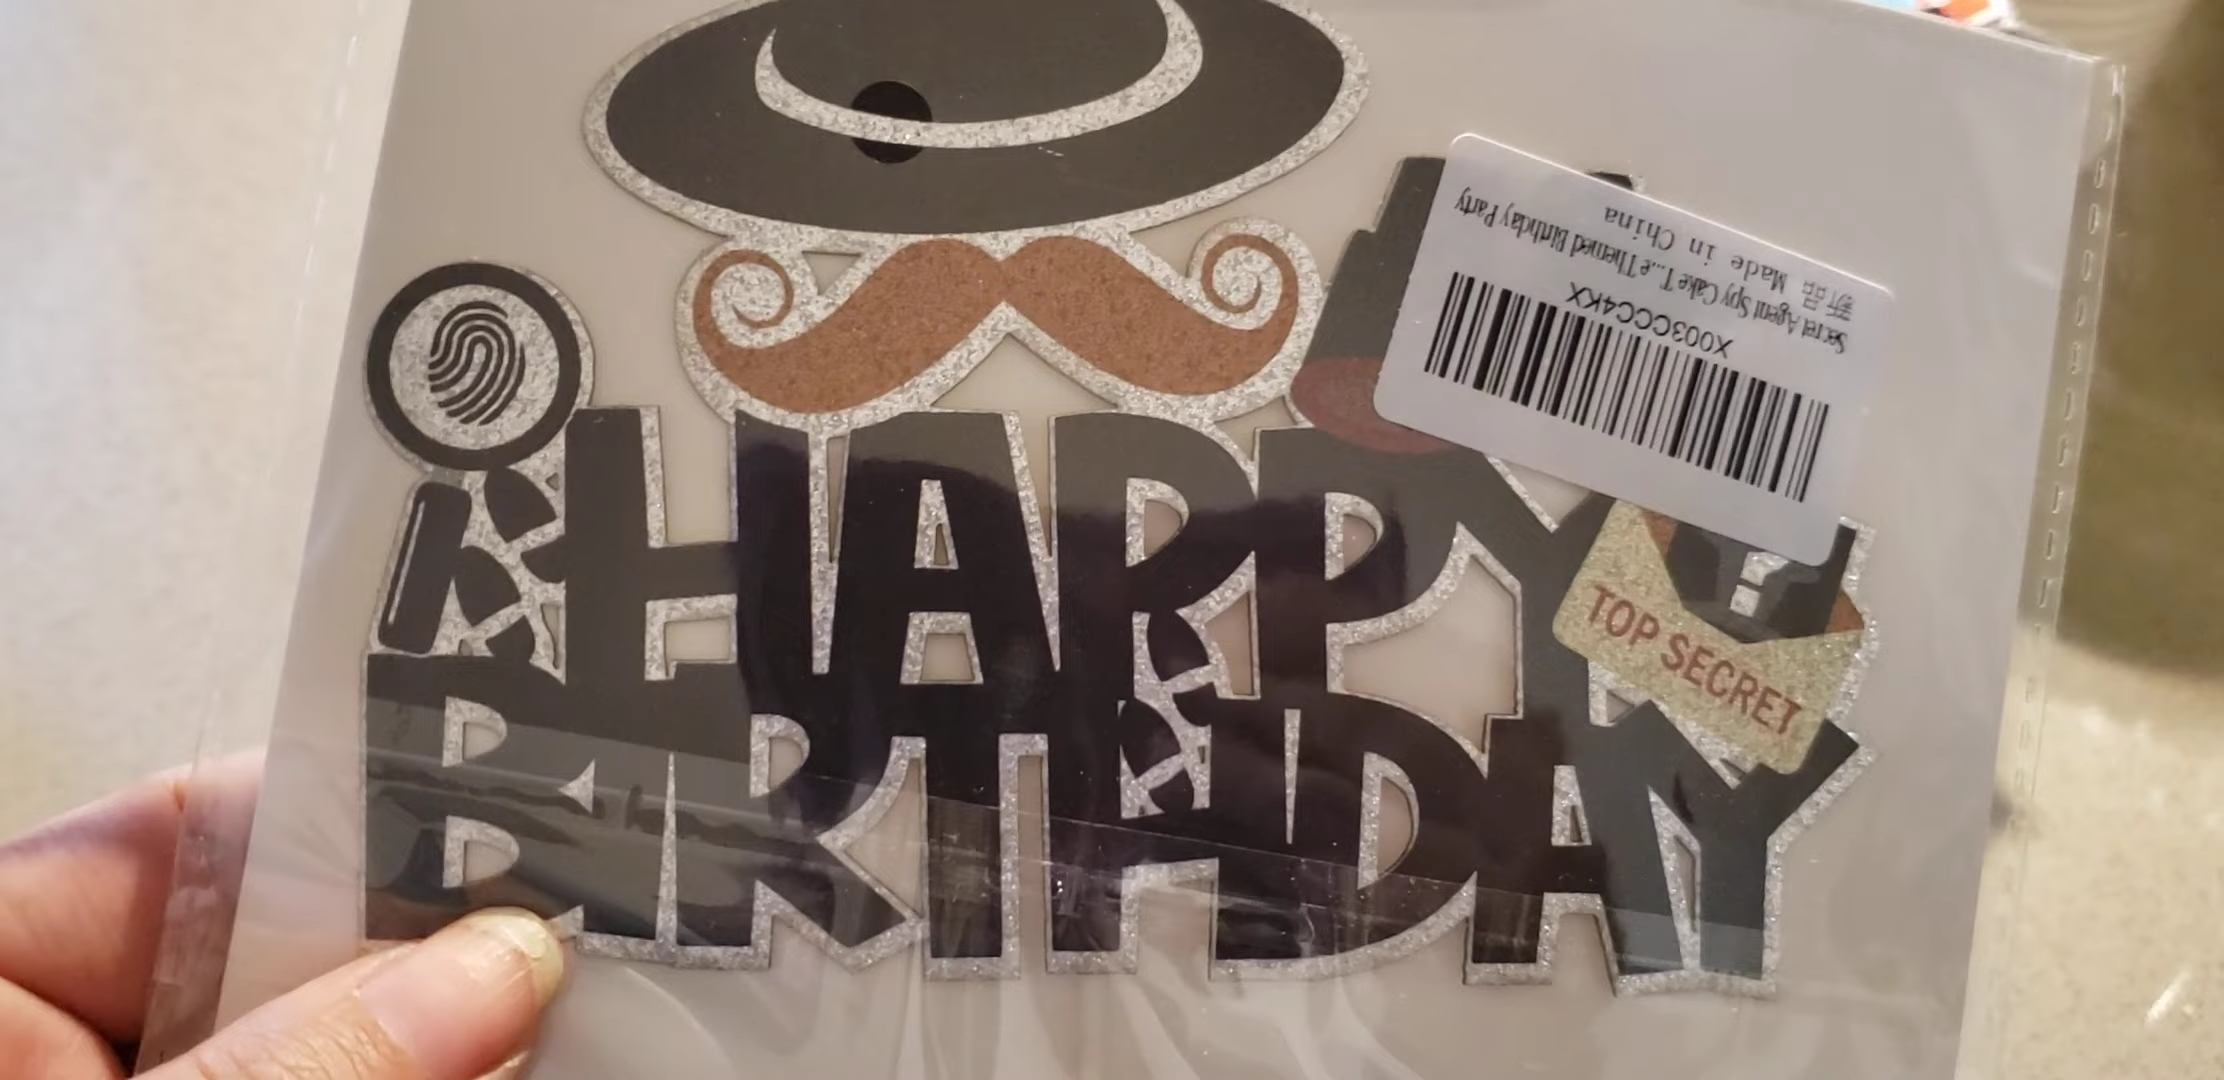 HAPPY
BIRTHDAY
TOP SECRET
X003CCC4KX
Secret Agent Spy Cake T...e Themed Birthday Party
新品 Made in China